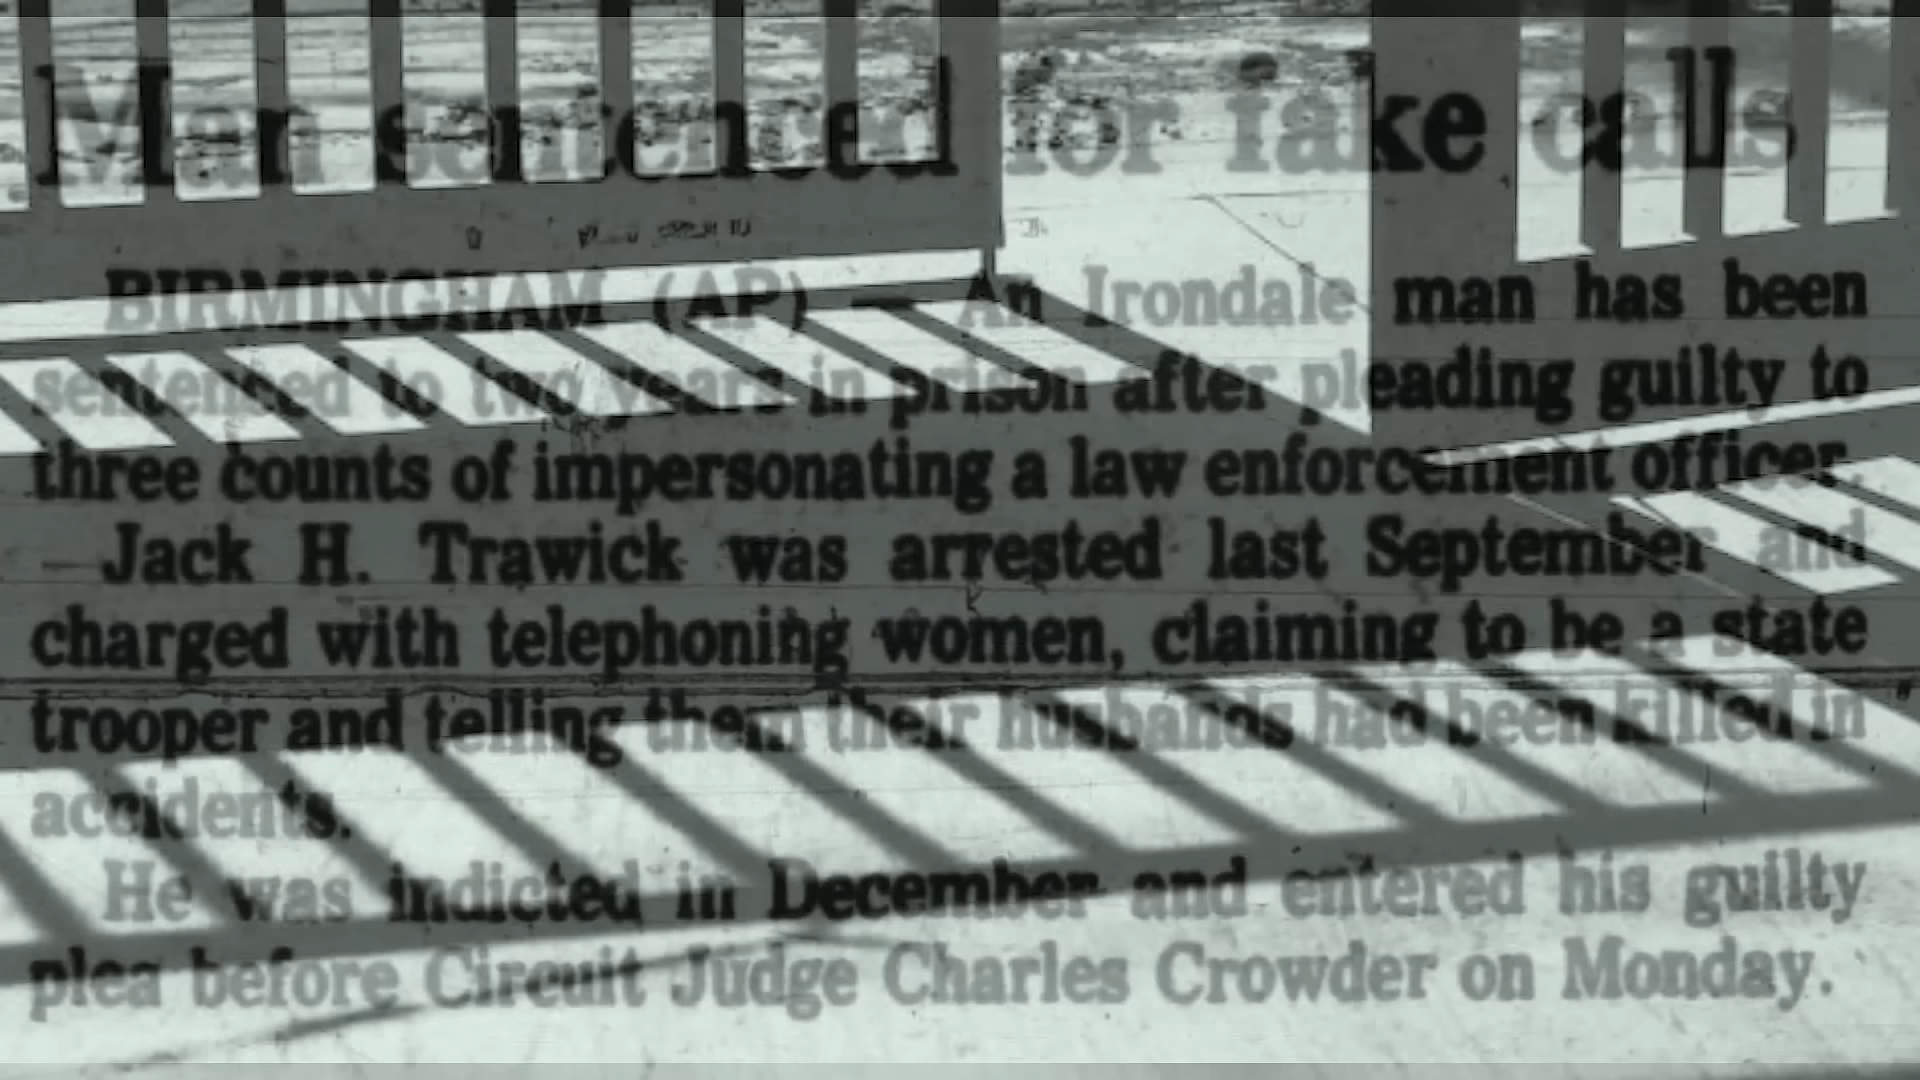 Man sentenced for fake calls
BIRMINGHAM (AP) — An Irondale man has been
sentenced to two years in prison after pleading guilty to
three counts of impersonating a law enforcement officer.
Jack H. Trawick was arrested last September and
charged with telephoning women, claiming to be a state
trooper and telling them their husbands had been killed in
accidents.
He was indicted in December and entered his guilty
plea before Circuit Judge Charles Crowder on Monday.